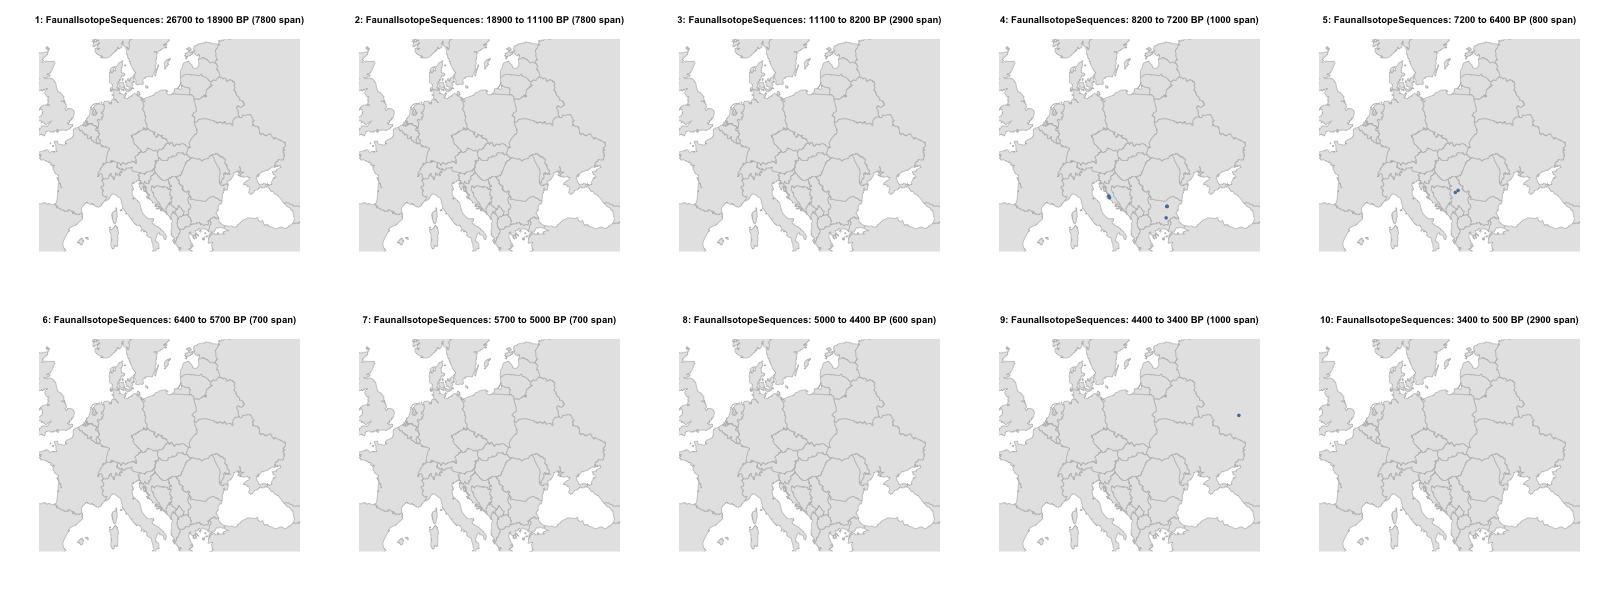 1: FaunalIsotopeSequences: 26700 to 18900 BP (7800 span)
2: FaunalIsotopeSequences: 18900 to 11100 BP (7800 span)
3: FaunalIsotopeSequences: 11100 to 8200 BP (2900 span)
4: FaunalIsotopeSequences: 8200 to 7200 BP (1000 span)
5: FaunalIsotopeSequences: 7200 to 6400 BP (800 span)
6: FaunalIsotopeSequences: 6400 to 5700 BP (700 span)
7: FaunalIsotopeSequences: 5700 to 5000 BP (700 span)
8: FaunalIsotopeSequences: 5000 to 4400 BP (600 span)
9: FaunalIsotopeSequences: 4400 to 3400 BP (1000 span)
10: FaunalIsotopeSequences: 3400 to 500 BP (2900 span)